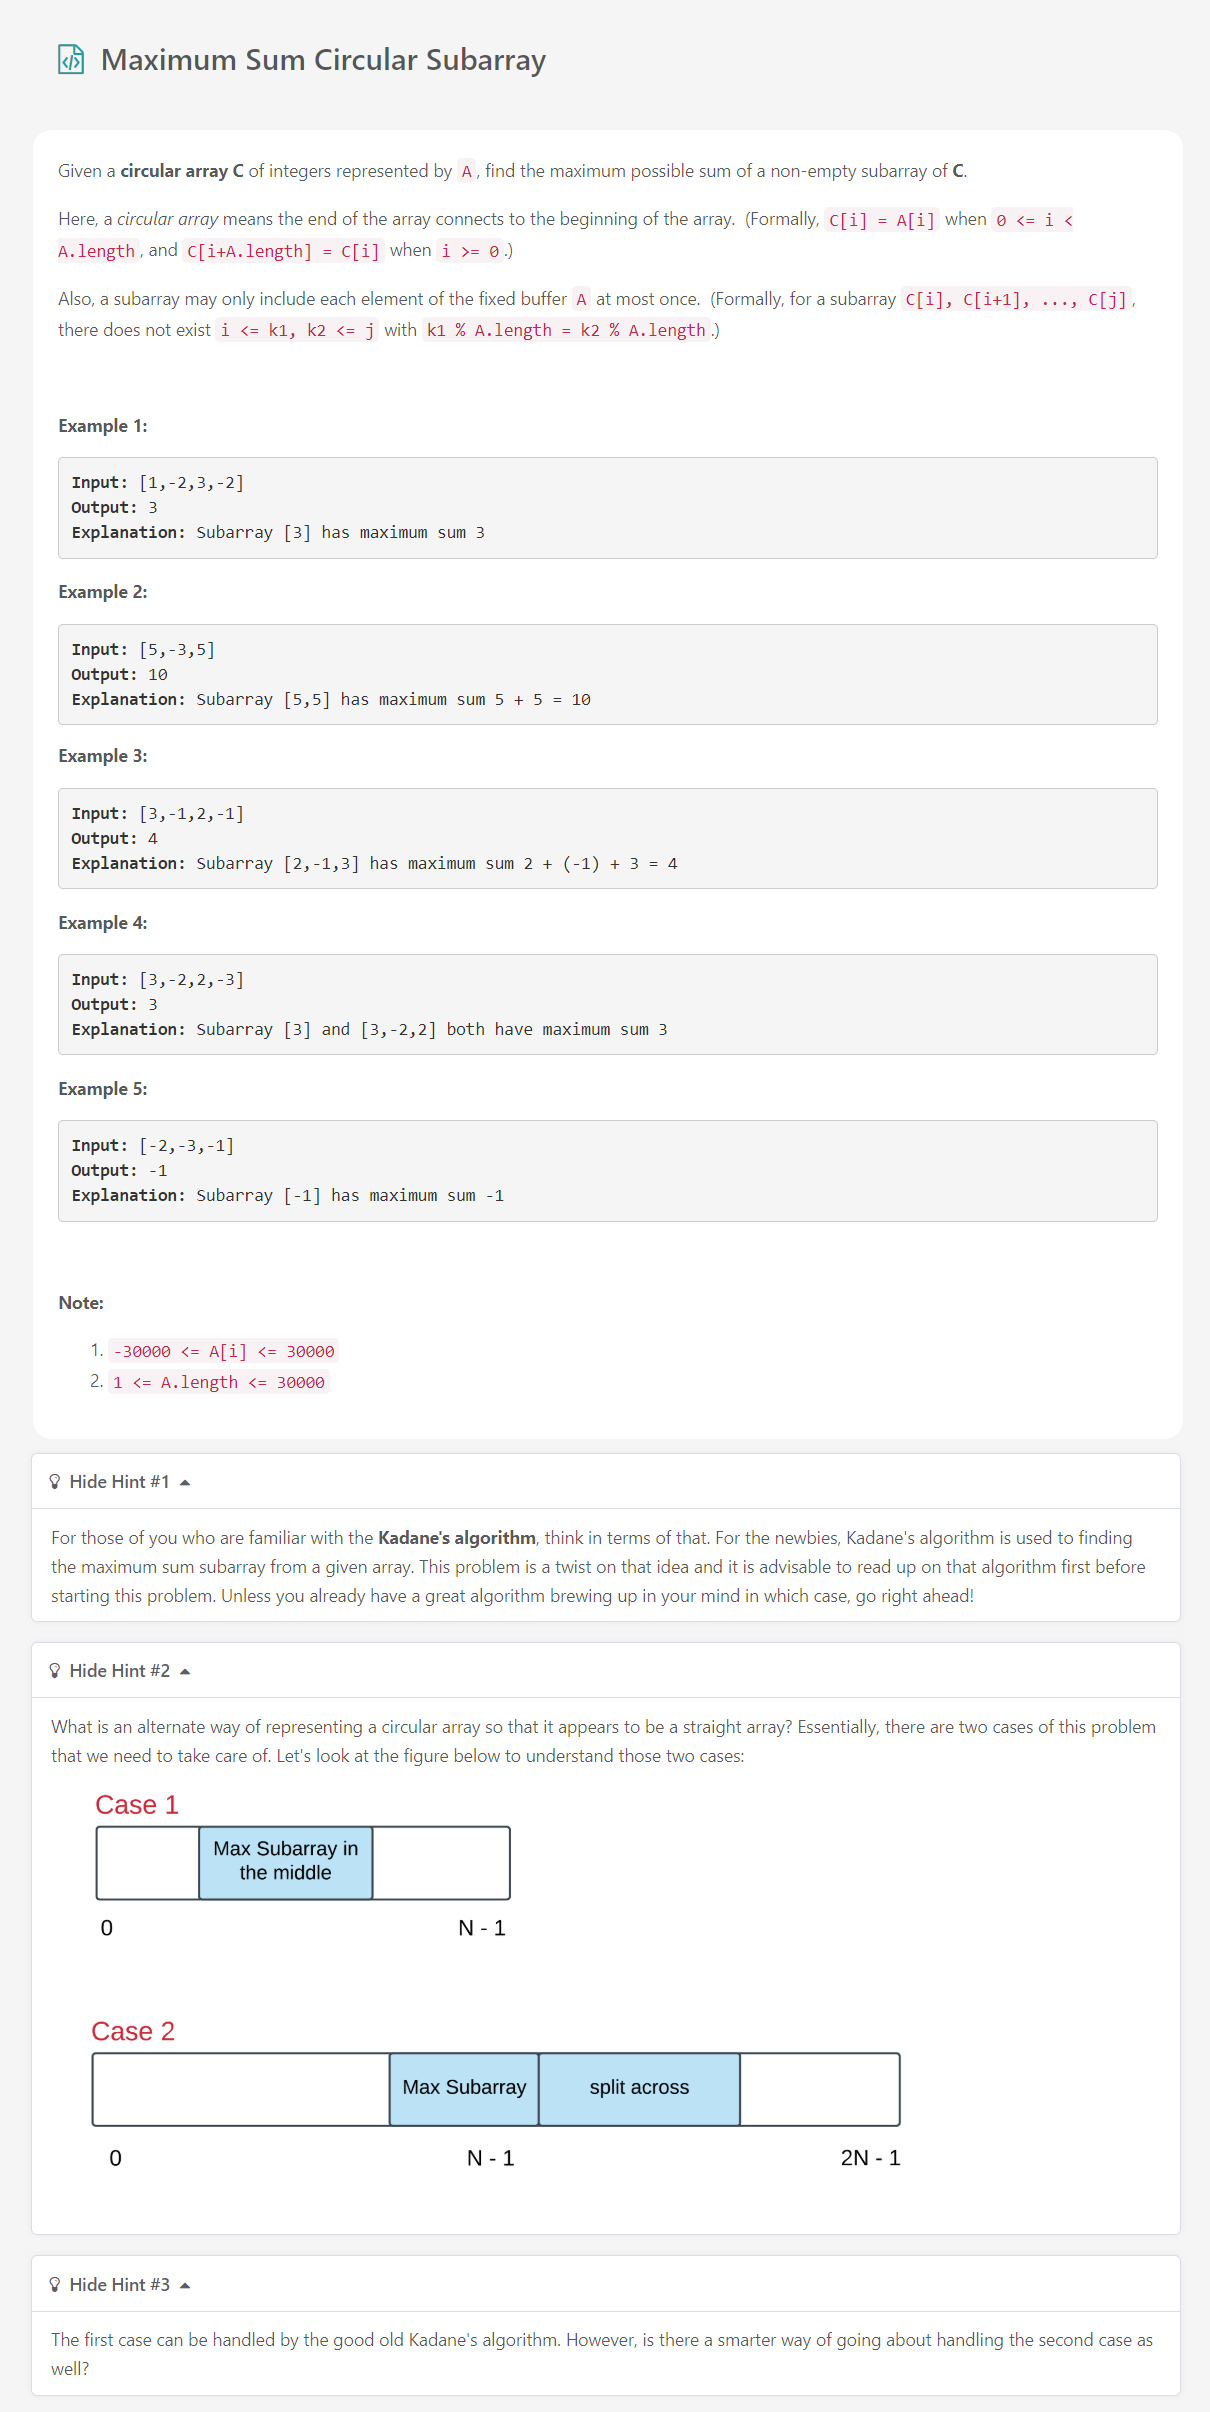 Maximum Sum Circular Subarray
Given a circular array C of integers represented by A, find the maximum possible sum of a non-empty subarray of C.
Here, a circular array means the end of the array connects to the beginning of the array.  (Formally, C[i] = A[i] when 0 <= i <
A.length, and C[i+A.length] = C[i] when i >= 0.)
Also, a subarray may only include each element of the fixed buffer A at most once.  (Formally, for a subarray C[i], C[i+1], ..., C[j],
there does not exist i <= k1, k2 <= j with k1 % A.length = k2 % A.length.)
Example 1:
Input: [1,-2,3,-2]
Output: 3
Explanation: Subarray [3] has maximum sum 3
Example 2:
Input: [5,-3,5]
Output: 10
Explanation: Subarray [5,5] has maximum sum 5 + 5 = 10
Example 3:
Input: [3,-1,2,-1]
Output: 4
Explanation: Subarray [2,-1,3] has maximum sum 2 + (-1) + 3 = 4
Example 4:
Input: [3,-2,2,-3]
Output: 3
Explanation: Subarray [3] and [3,-2,2] both have maximum sum 3
Example 5:
Input: [-2,-3,-1]
Output: -1
Explanation: Subarray [-1] has maximum sum -1
Note:
1. -30000 <= A[i] <= 30000
2. 1 <= A.length <= 30000
Hide Hint #1
For those of you who are familiar with the Kadane's algorithm, think in terms of that. For the newbies, Kadane's algorithm is used to finding
the maximum sum subarray from a given array. This problem is a twist on that idea and it is advisable to read up on that algorithm first before
starting this problem. Unless you already have a great algorithm brewing up in your mind in which case, go right ahead!
Hide Hint #2
What is an alternate way of representing a circular array so that it appears to be a straight array? Essentially, there are two cases of this problem
that we need to take care of. Let's look at the figure below to understand those two cases:
Case 1
Max Subarray in
the middle
0 N - 1
Case 2
Max Subarray split across
0 N - 1 2N - 1
Hide Hint #3
The first case can be handled by the good old Kadane's algorithm. However, is there a smarter way of going about handling the second case as
well?